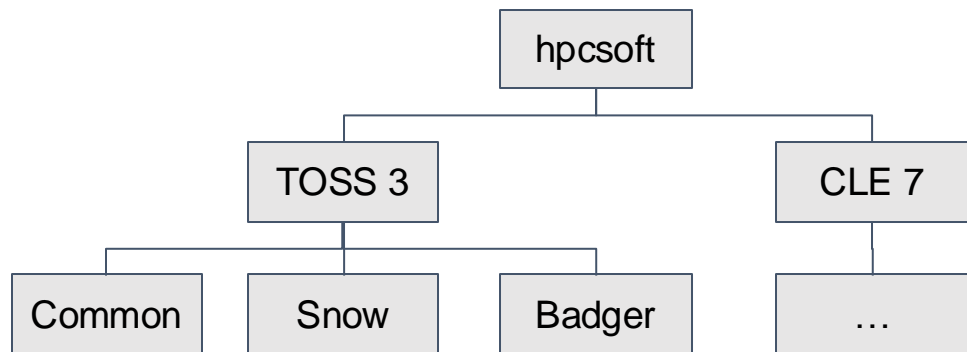 hpcsoft
TOSS 3
CLE 7
Common
Snow
Badger
…